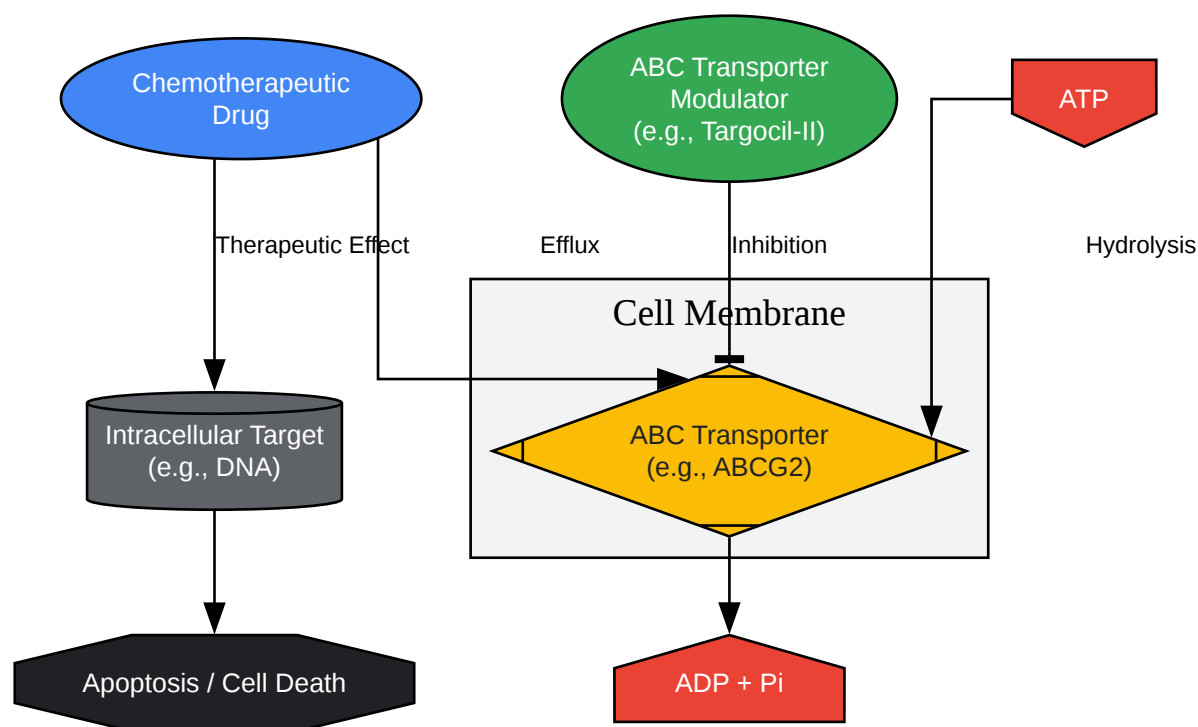 Chemotherapeutic
Drug
ABC Transporter
Modulator
(e.g., Targocil-II)
ATP
Therapeutic Effect
Efflux
Inhibition
Hydrolysis
Cell Membrane
Intracellular Target
(e.g., DNA)
ABC Transporter
(e.g., ABCG2)
Apoptosis / Cell Death
ADP + Pi